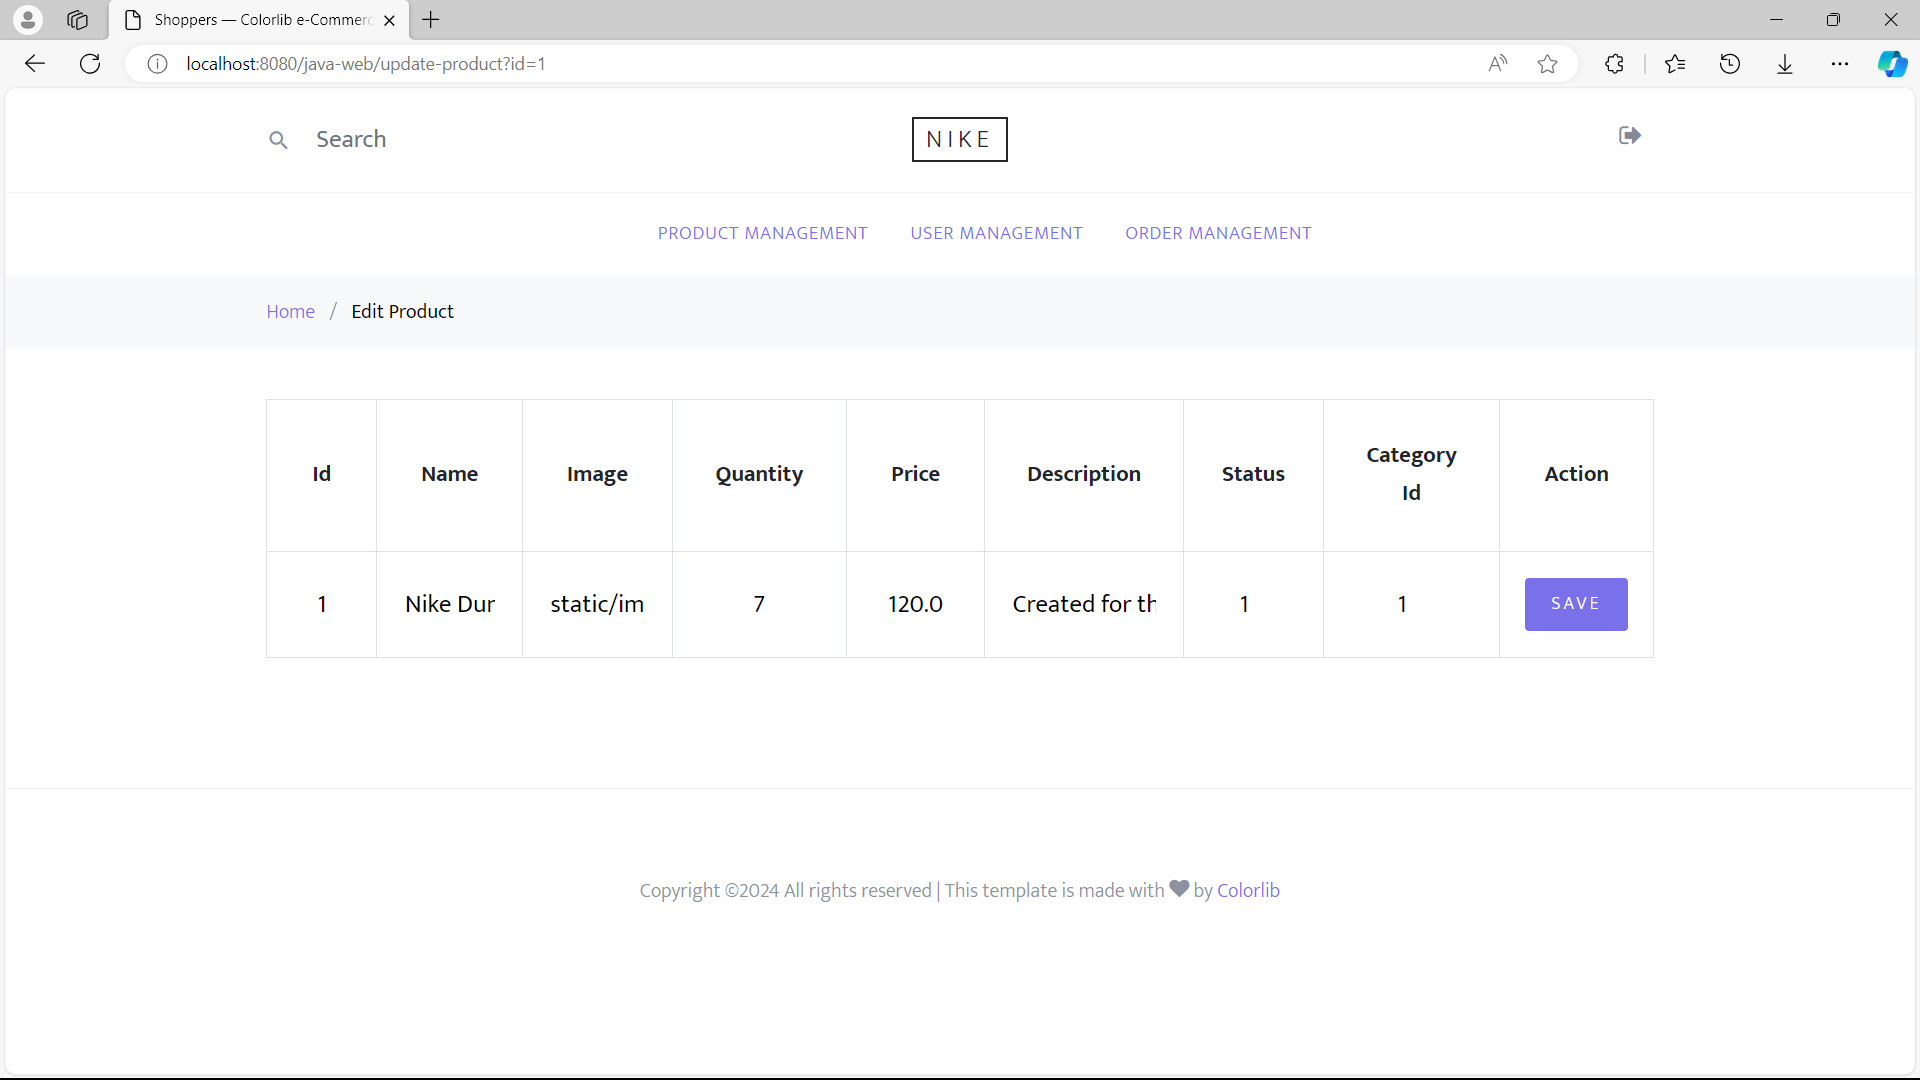 Shoppers — Colorlib e-Commerc
localhost:8080/java-web/update-product?id=1
Search
NIKE
PRODUCT MANAGEMENT USER MANAGEMENT ORDER MANAGEMENT
Home / Edit Product
Id Name Image Quantity Price Description Status Category Id Action
1 Nike Dur static/im 7 120.0 Created for th 1 1 SAVE
Copyright ©2024 All rights reserved | This template is made with by Colorlib